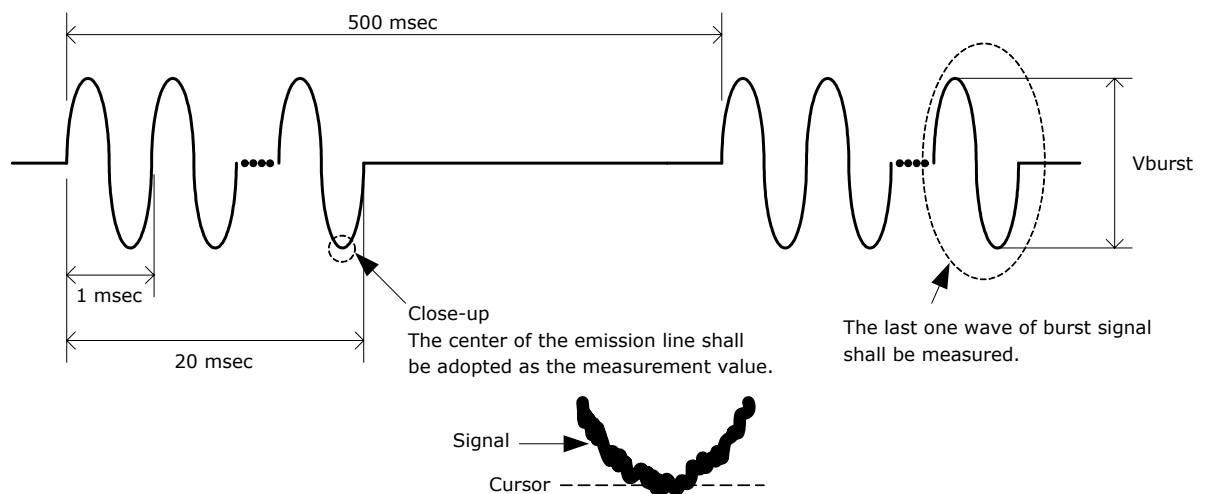 500 msec
Vburst
1 msec
20 msec
Close-up
The center of the emission line shall
be adopted as the measurement value.
The last one wave of burst signal
shall be measured.
Signal
Cursor